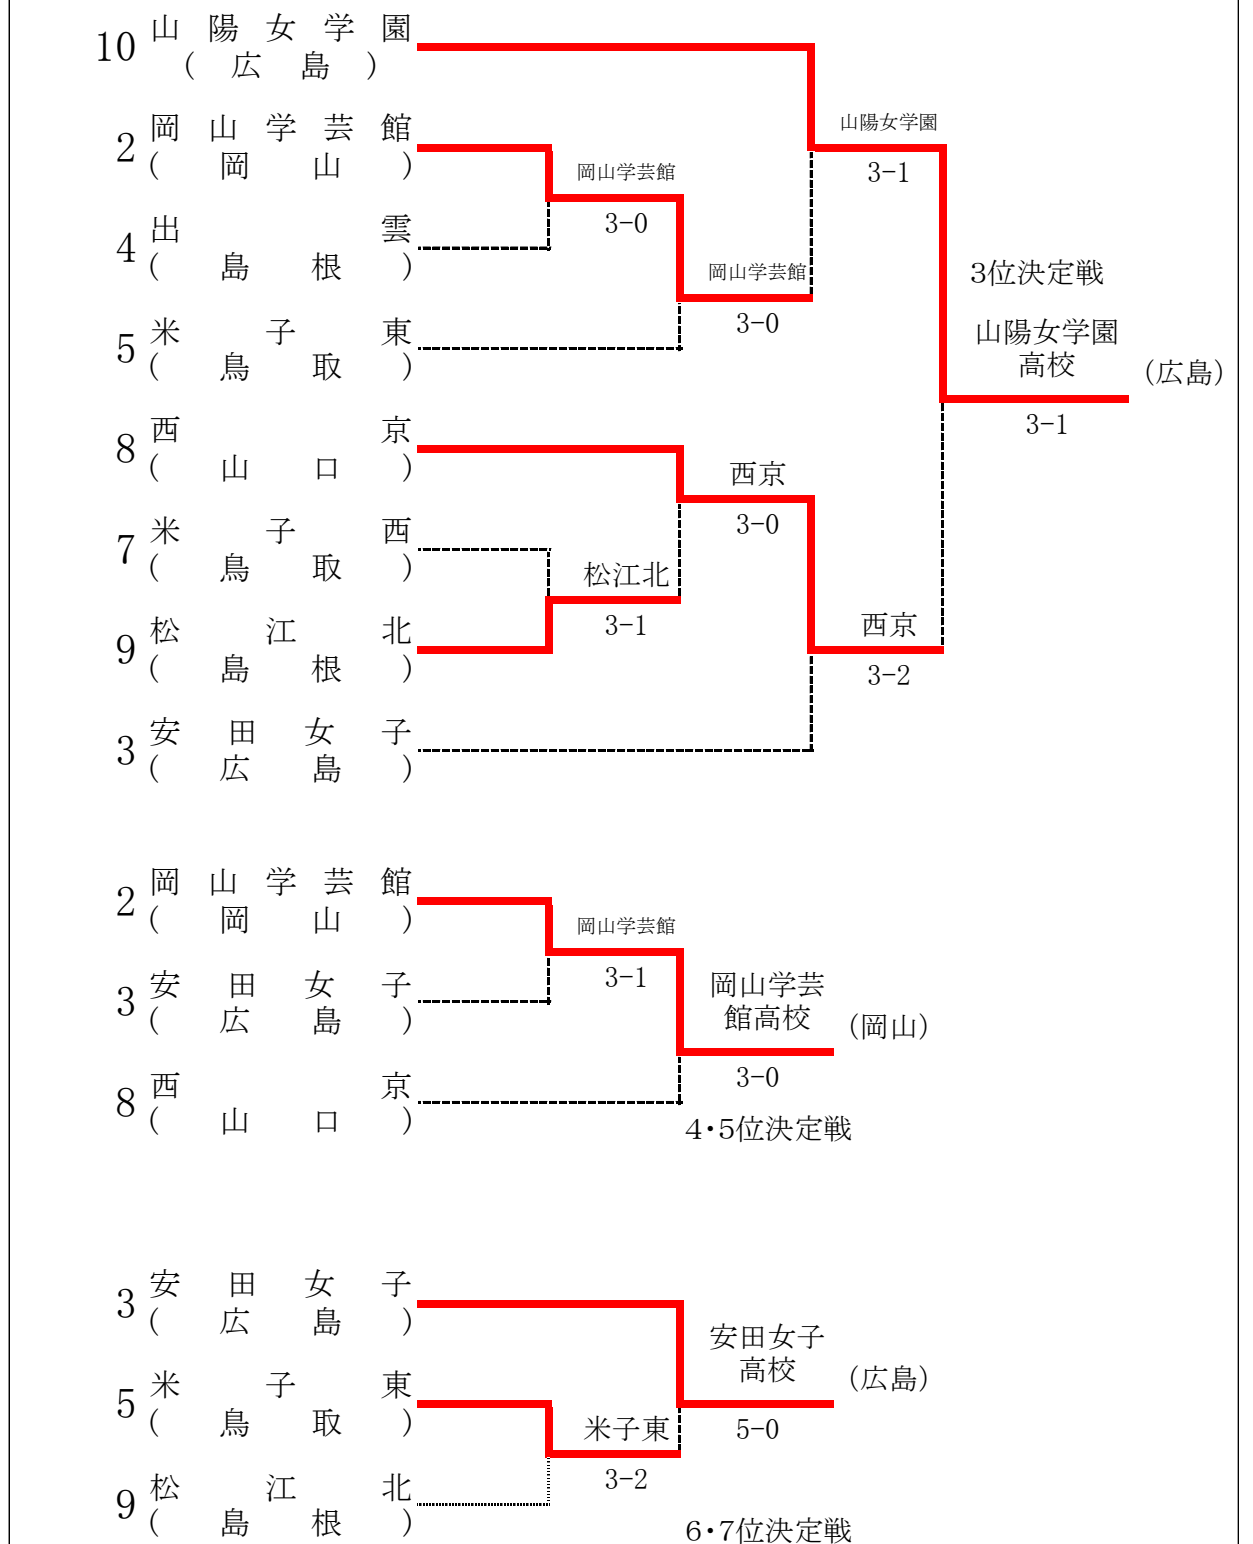 10 山陽女学園
(広島)
山陽女学園
3-1
2 岡山学芸館
(岡山)
岡山学芸館
3-0
4 出雲
(島根)
岡山学芸館
3-0
3位決定戦
山陽女学園
高校
(広島)
3-1
5 米子東
(鳥取)
8 西京
(山口)
西京
3-0
7 米子西
(鳥取)
松江北
3-1
9 松江北
(島根)
西京
3-2
3 安田女子
(広島)
2 岡山学芸館
(岡山)
岡山学芸館
3-1
3 安田女子
(広島)
岡山学芸
館高校
(岡山)
3-0
8 西京
(山口)
4・5位決定戦
3 安田女子
(広島)
安田女子
高校
(広島)
5-0
5 米子東
(鳥取)
米子東
3-2
9 松江北
(島根)
6・7位決定戦